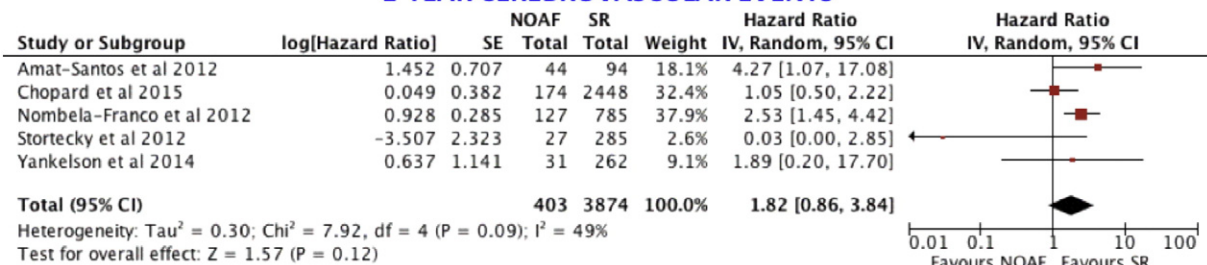 NOAF SR Hazard Ratio Hazard Ratio
Study or Subgroup log[Hazard Ratio] SE Total Total Weight IV, Random, 95% CI IV, Random, 95% CI
Amat-Santos et al 2012 1.452 0.707 44 94 18.1% 4.27 [1.07, 17.08]
Chopard et al 2015 0.049 0.382 174 2448 32.4% 1.05 [0.50, 2.22]
Nombela-Franco et al 2012 0.928 0.285 127 785 37.9% 2.53 [1.45, 4.42]
Stortecky et al 2012 -3.507 2.323 27 285 2.6% 0.03 [0.00, 2.85]
Yankelson et al 2014 0.637 1.141 31 262 9.1% 1.89 [0.20, 17.70]
Total (95% CI) 403 3874 100.0% 1.82 [0.86, 3.84]
Heterogeneity: Tau² = 0.30; Chi² = 7.92, df = 4 (P = 0.09); I² = 49%
Test for overall effect: Z = 1.57 (P = 0.12)
0.01 0.1 1 10 100
Favours NOAF Favours SR